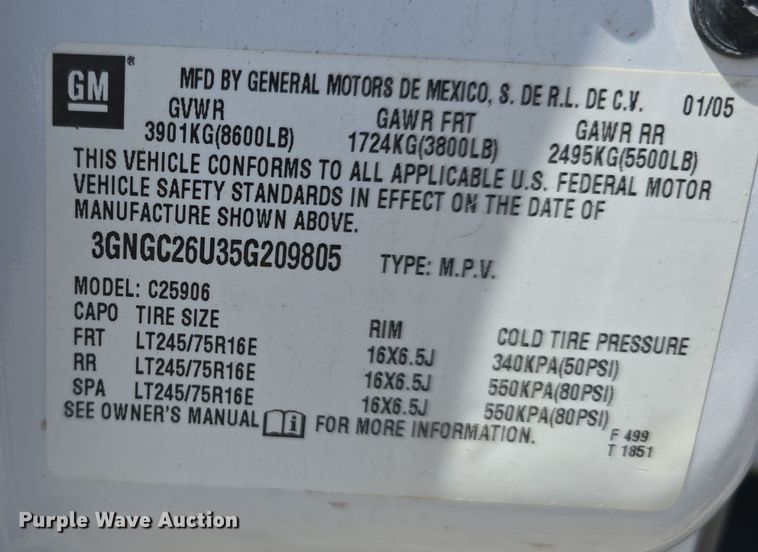 GM
MFD BY GENERAL MOTORS DE MEXICO, S. DE R.L. DE C.V. 01/05
GVWR GAWR FRT GAWR RR
3901KG(8600LB) 1724KG(3800LB) 2495KG(5500LB)
THIS VEHICLE CONFORMS TO ALL APPLICABLE U.S. FEDERAL MOTOR
VEHICLE SAFETY STANDARDS IN EFFECT ON THE DATE OF
MANUFACTURE SHOWN ABOVE.
3GNGC26U35G209805 TYPE: M.P.V.
MODEL: C25906
CAPO TIRE SIZE RIM COLD TIRE PRESSURE
FRT LT245/75R16E 16X6.5J 340KPA(50PSI)
RR LT245/75R16E 16X6.5J 550KPA(80PSI)
SPA LT245/75R16E 16X6.5J 550KPA(80PSI)
SEE OWNER'S MANUAL i FOR MORE INFORMATION.
F 499
T 1851
Purple Wave Auction